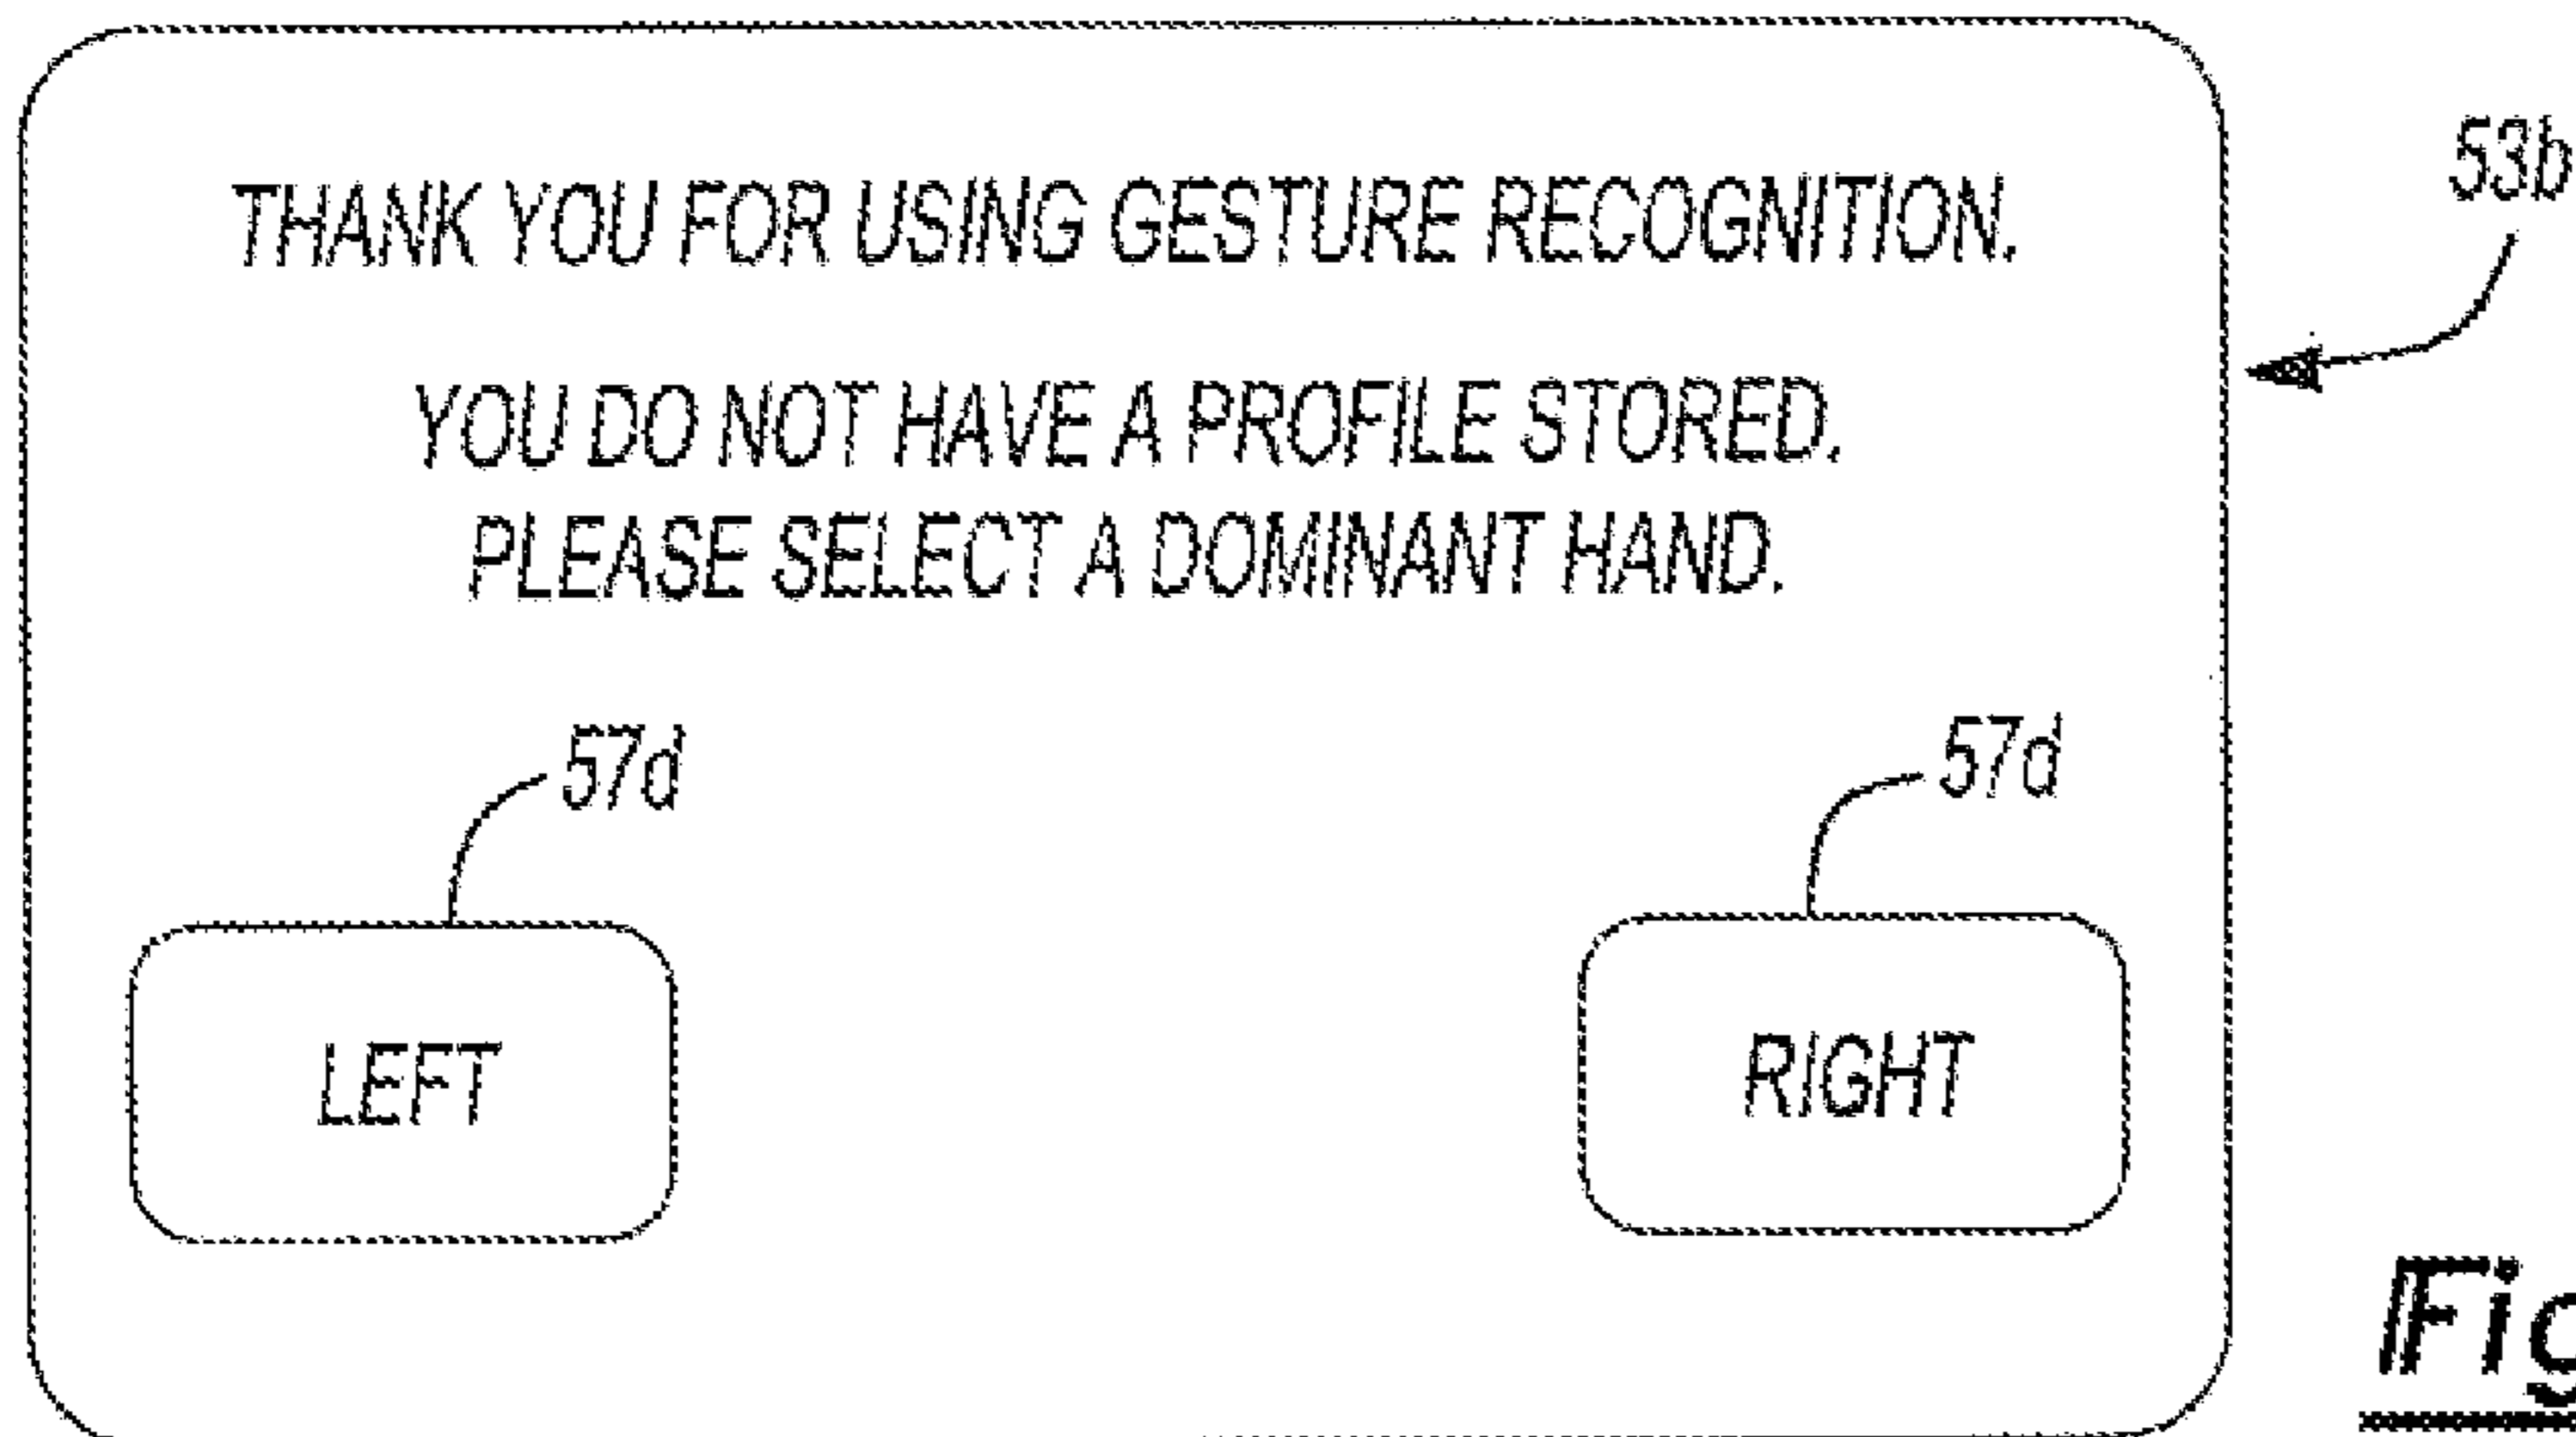 THANK YOU FOR USING GESTURE RECOGNITION.
53b
YOU DO NOT HAVE A PROFILE STORED.
PLEASE SELECT A DOMINANT HAND.
57d
57d
LEFT
RIGHT